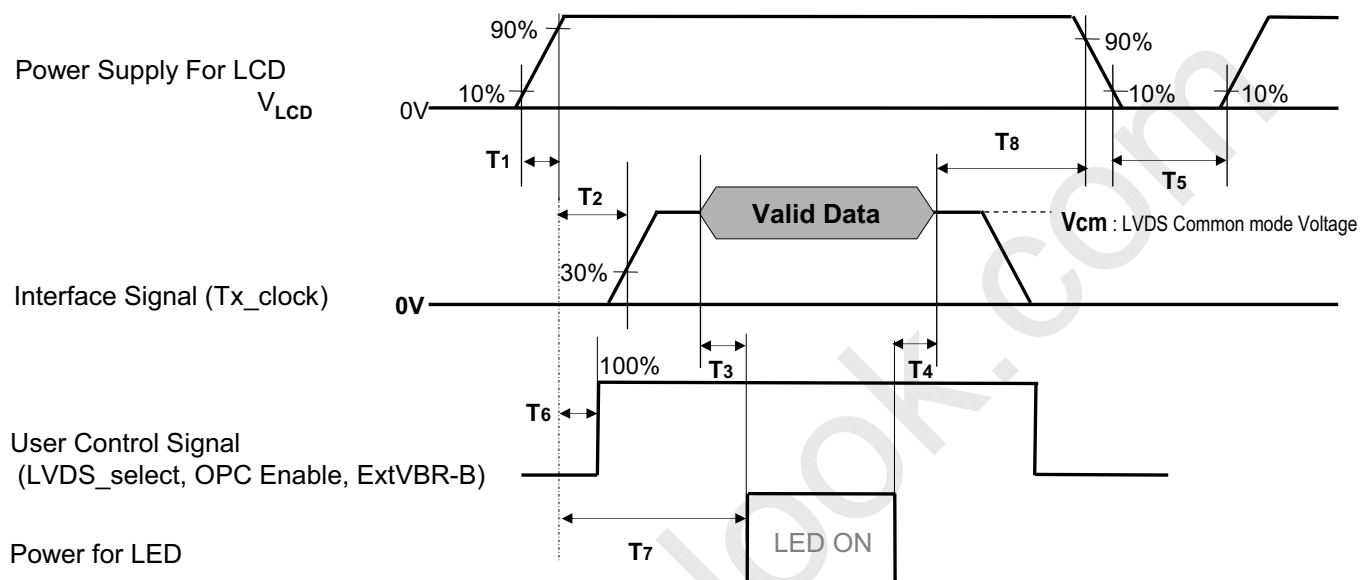 90%
90%
Power Supply For LCD
VLCD
10%
10%
10%
0V
T1
T8
T2
T5
Valid Data
Vcm : LVDS Common mode Voltage
30%
Interface Signal (Tx_clock)
0V
100%
T3
T4
T6
User Control Signal
(LVDS_select, OPC Enable, ExtVBR-B)
T7
LED ON
Power for LED
look.com